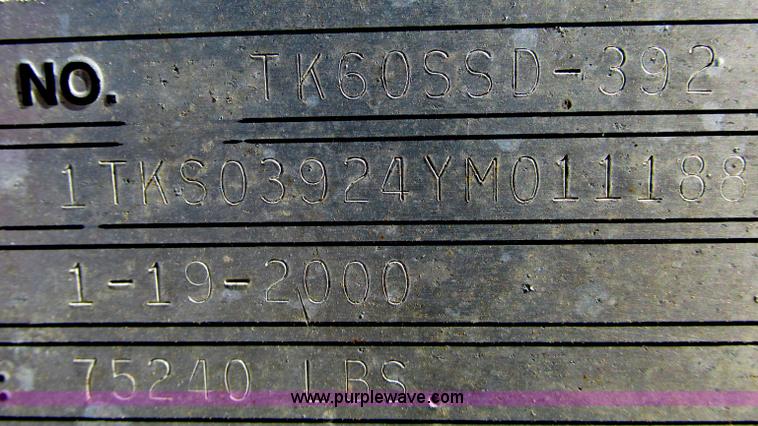 NO. TK60SSD-392
1TKS03924YM011188
1-19-2000
: 75240 LBS
www.purplewave.com